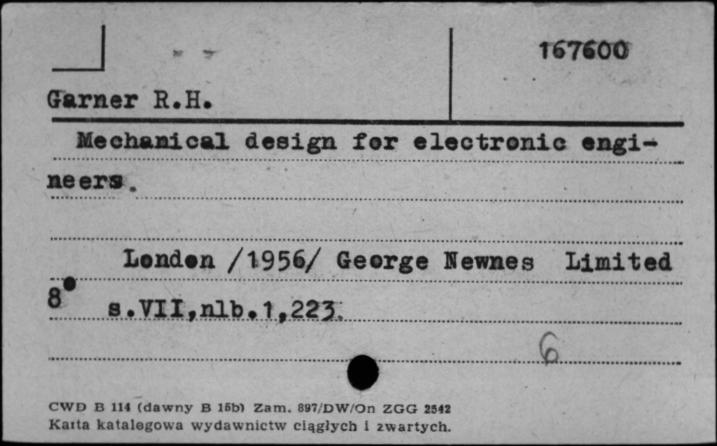 167600
Garner R.H.
Mechanical design for electronic engi-
neers.
London /1956/ George Newnes Limited
8°
s.VII,nlb.1,223.
6
CWD B 114 (dawny B 15b) Zam. 897/DW/On ZGG 2542
Karta katalogowa wydawnictw ciągłych i zwartych.